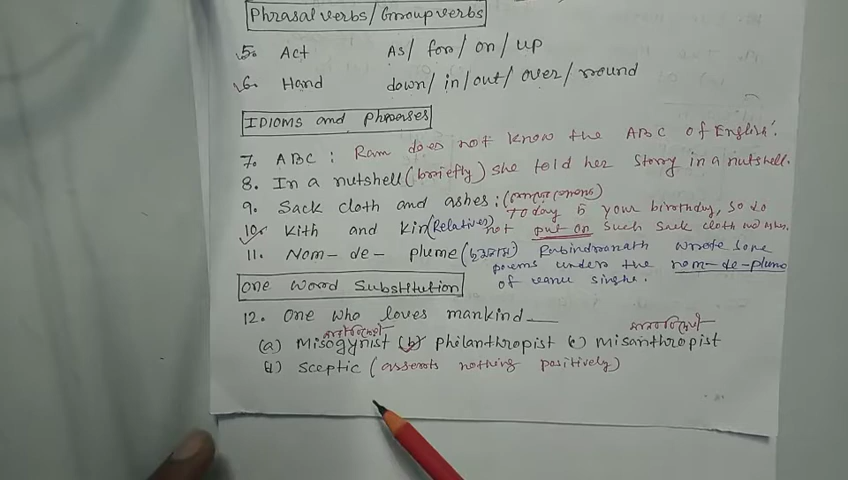 Phrasal verbs/Group verbs
5. Act As/ for/ on/ up
6. Hand down/ in/out/ over/ round
IDIOMS and Phrases
7. ABC : Ram does not know the ABC of English.
8. In a nutshell (briefly) she told her story in a nutshell.
9. Sack cloth and ashes: Today is your birthday, so do
10. Kith and Kin (Relatives) not put on such sack cloth and ashes.
11. Nom-de-plume (ছদ্মনাম) Rabindranath wrote some
poems under the nom-de-plume
of
One Word Substitution
12. One who loves mankind
(a) Misogynist (b) Philanthropist (c) Misanthropist
(d) Sceptic (asserts nothing positively)